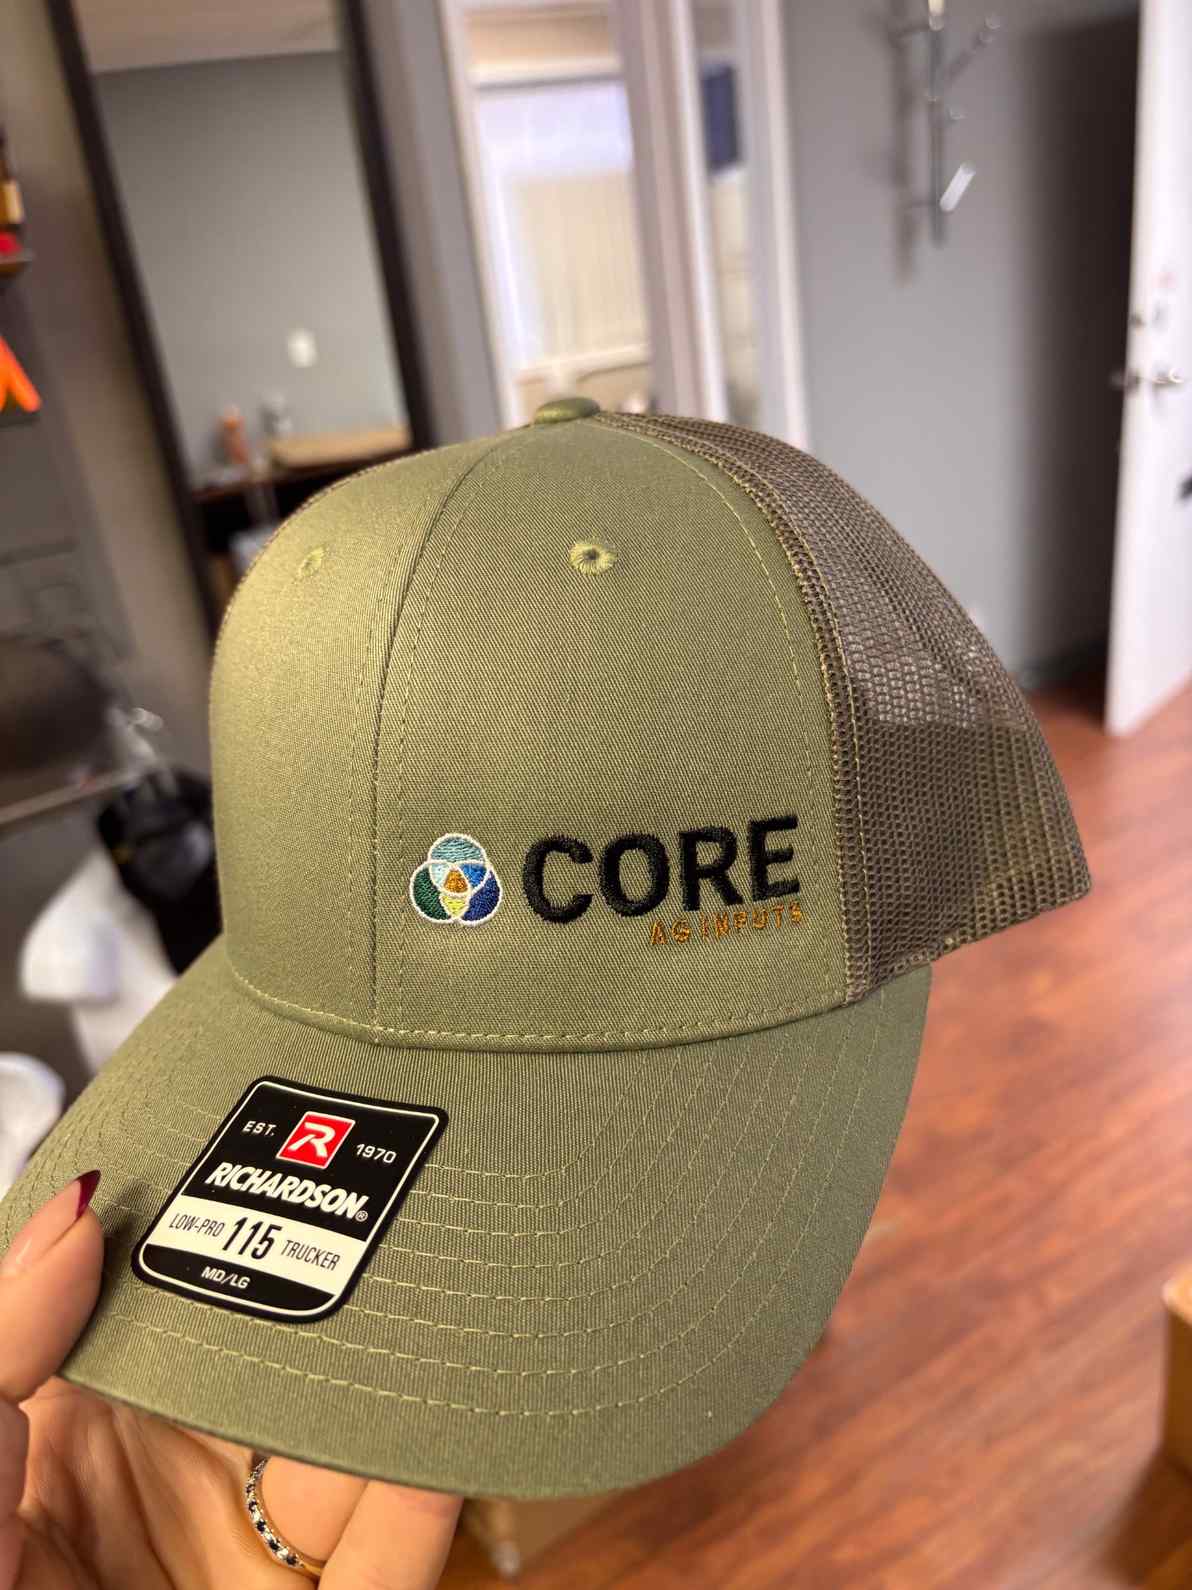 CORE
AG INPUTS
EST. R 1970
RICHARDSON®
LOW-PRO 115 TRUCKER
MD/LG